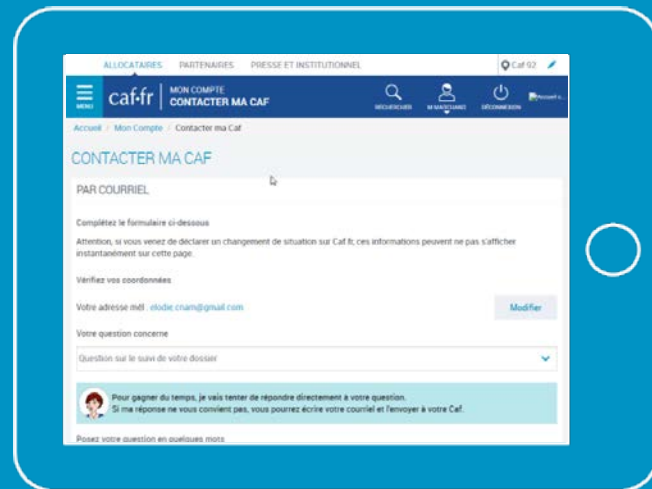 ALLOCATAIRES PARTENAIRES PRESSE ET INSTITUTIONNEL Caf 92
MENU caf.fr MON COMPTE
CONTACTER MA CAF
RECHERCHER DÉCONNEXION Accueil c...
Accueil / Mon Compte / Contacter ma Caf
CONTACTER MA CAF
PAR COURRIEL
Complétez le formulaire ci-dessous
Attention, si vous venez de déclarer un changement de situation sur Caf.fr, ces informations peuvent ne pas s'afficher
instantanément sur cette page.
Vérifiez vos coordonnées
Votre adresse mél : elodie.cnam@gmail.com Modifier
Votre question concerne
Question sur le suivi de votre dossier
Pour gagner du temps, je vais tenter de répondre directement à votre question.
Si ma réponse ne vous convient pas, vous pourrez écrire votre courriel et l'envoyer à votre Caf.
Posez votre question en quelques mots